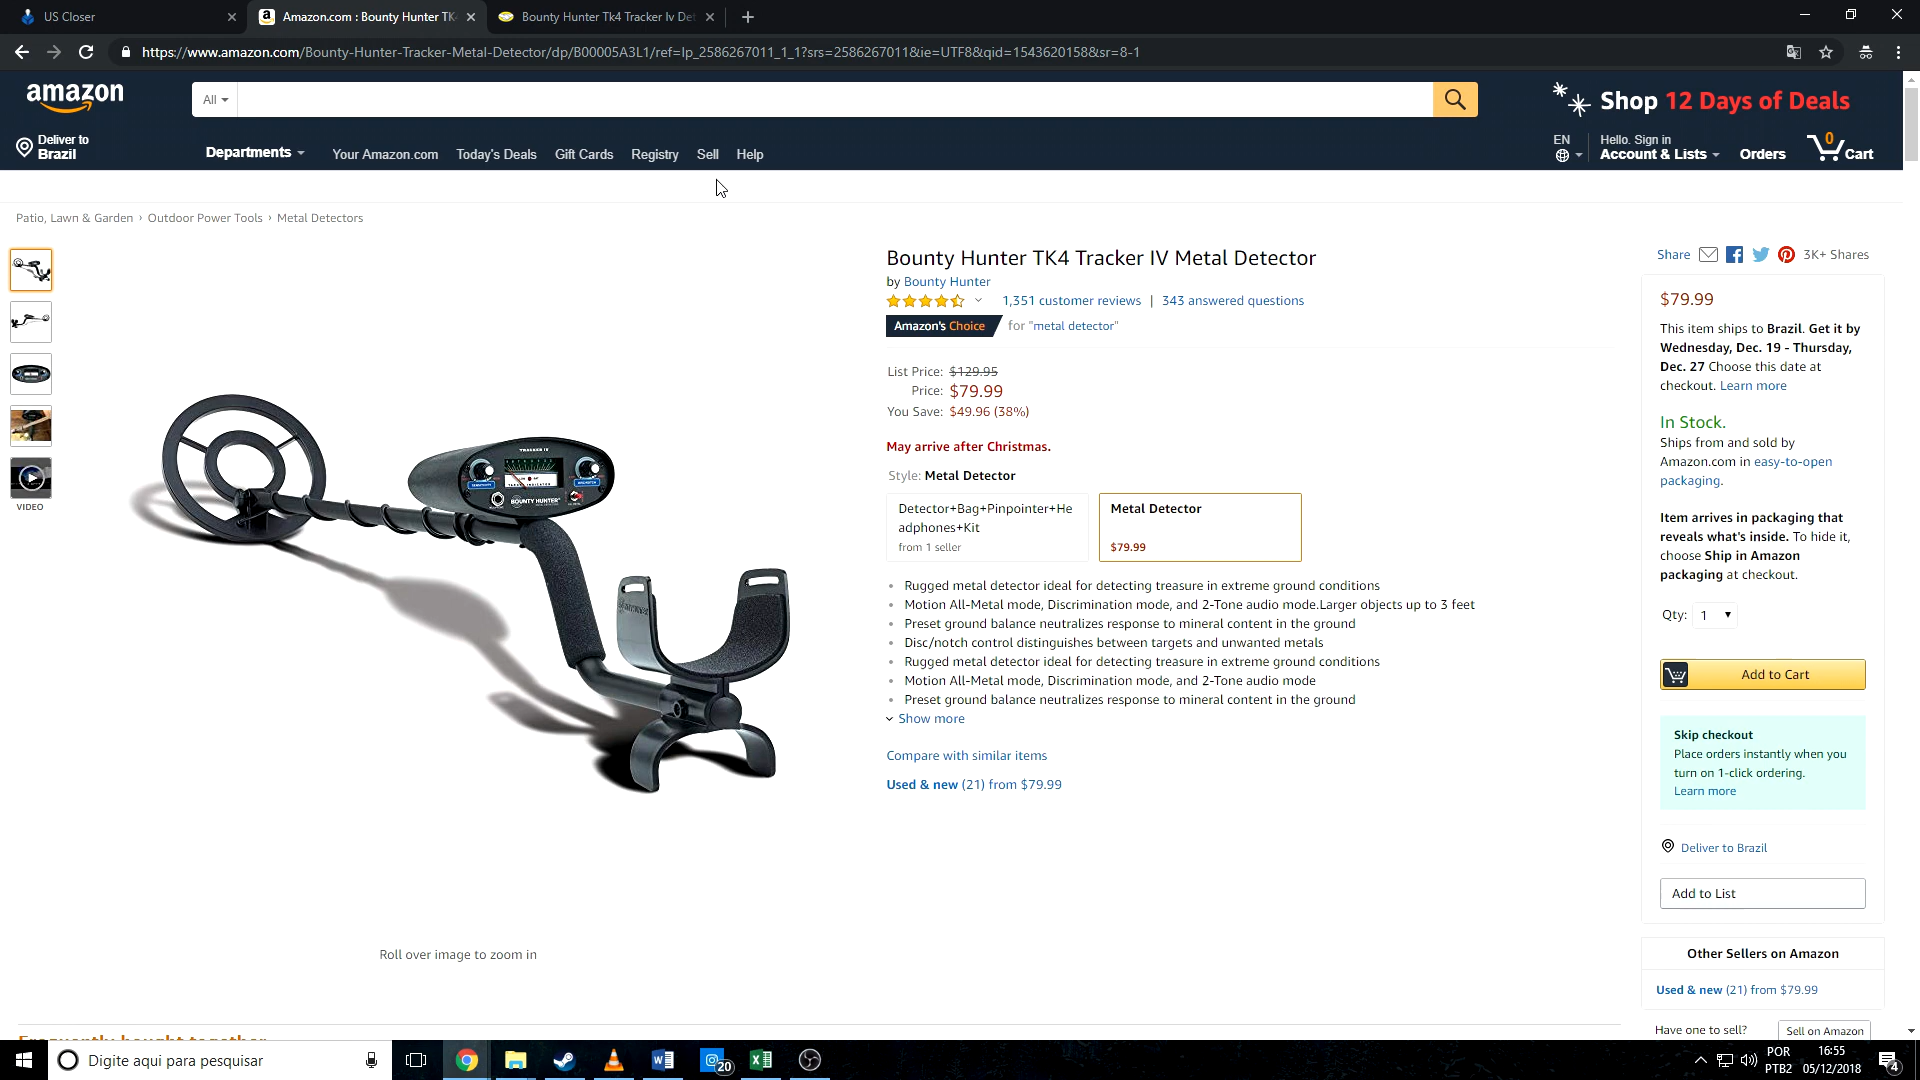 US Closer
Amazon.com : Bounty Hunter TK
Bounty Hunter Tk4 Tracker Iv Det
https://www.amazon.com/Bounty-Hunter-Tracker-Metal-Detector/dp/B00005A3L1/ref=lp_2586267011_1_1?srs=2586267011&ie=UTF8&qid=1543620158&sr=8-1
amazon
All
Shop 12 Days of Deals
Deliver to
Brazil
Departments
Your Amazon.com
Today's Deals
Gift Cards
Registry
Sell
Help
EN
Hello. Sign in
Account & Lists
Orders
0
Cart
Patio, Lawn & Garden › Outdoor Power Tools › Metal Detectors
VIDEO
TRACKER IV
BOUNTY HUNTER
Roll over image to zoom in
Bounty Hunter TK4 Tracker IV Metal Detector
by Bounty Hunter
1,351 customer reviews | 343 answered questions
Amazon's Choice for "metal detector"
List Price: $129.95
Price: $79.99
You Save: $49.96 (38%)
May arrive after Christmas.
Style: Metal Detector
Detector+Bag+Pinpointer+He
adphones+Kit
from 1 seller
Metal Detector
$79.99
• Rugged metal detector ideal for detecting treasure in extreme ground conditions
• Motion All-Metal mode, Discrimination mode, and 2-Tone audio mode.Larger objects up to 3 feet
• Preset ground balance neutralizes response to mineral content in the ground
• Disc/notch control distinguishes between targets and unwanted metals
• Rugged metal detector ideal for detecting treasure in extreme ground conditions
• Motion All-Metal mode, Discrimination mode, and 2-Tone audio mode
• Preset ground balance neutralizes response to mineral content in the ground
Show more
Compare with similar items
Used & new (21) from $79.99
Share
3K+ Shares
$79.99
This item ships to Brazil. Get it by
Wednesday, Dec. 19 - Thursday,
Dec. 27 Choose this date at
checkout. Learn more
In Stock.
Ships from and sold by
Amazon.com in easy-to-open
packaging.
Item arrives in packaging that
reveals what's inside. To hide it,
choose Ship in Amazon
packaging at checkout.
Qty: 1
Add to Cart
Skip checkout
Place orders instantly when you
turn on 1-click ordering.
Learn more
Deliver to Brazil
Add to List
Other Sellers on Amazon
Used & new (21) from $79.99
Have one to sell?
Sell on Amazon
Frequently bought together
Digite aqui para pesquisar
20
POR
PTB2
16:55
05/12/2018
4